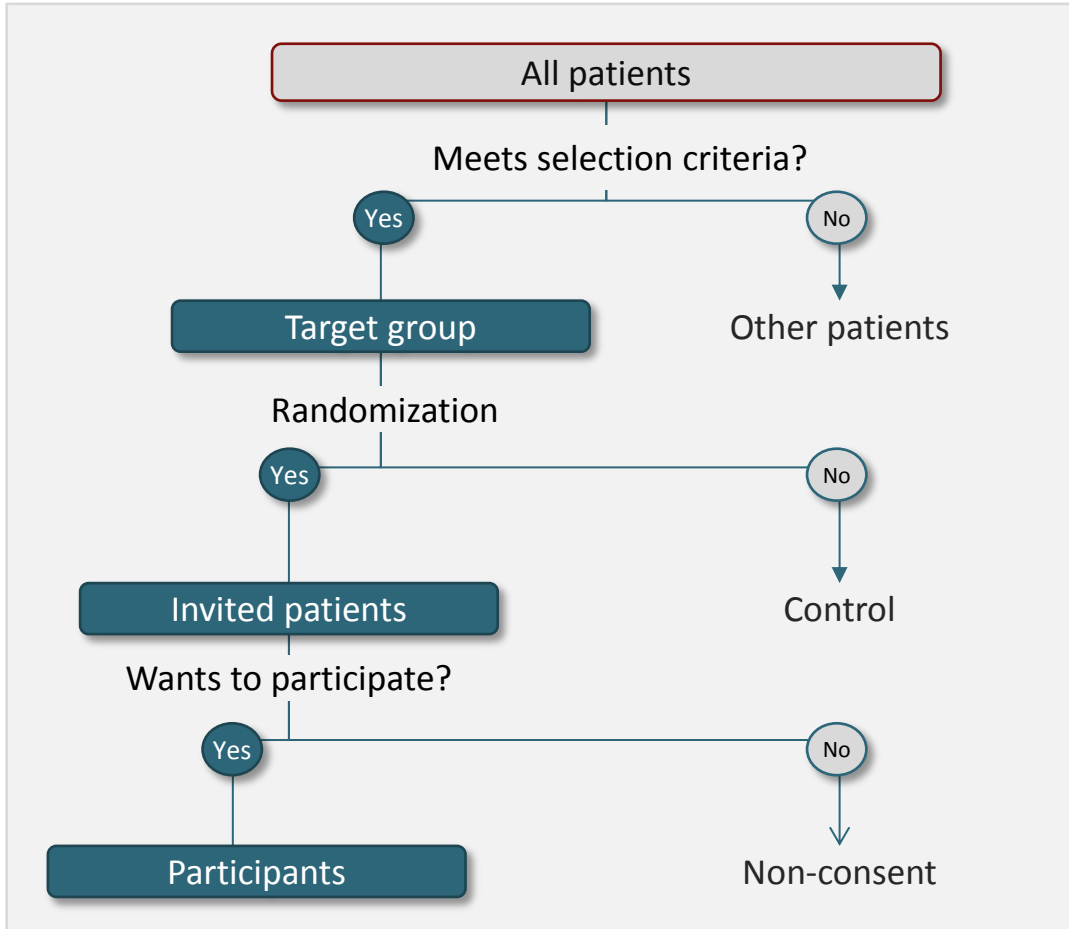 All patients
Meets selection criteria?
Yes
No
Target group
Other patients
Randomization
Yes
No
Invited patients
Control
Wants to participate?
Yes
No
Participants
Non-consent